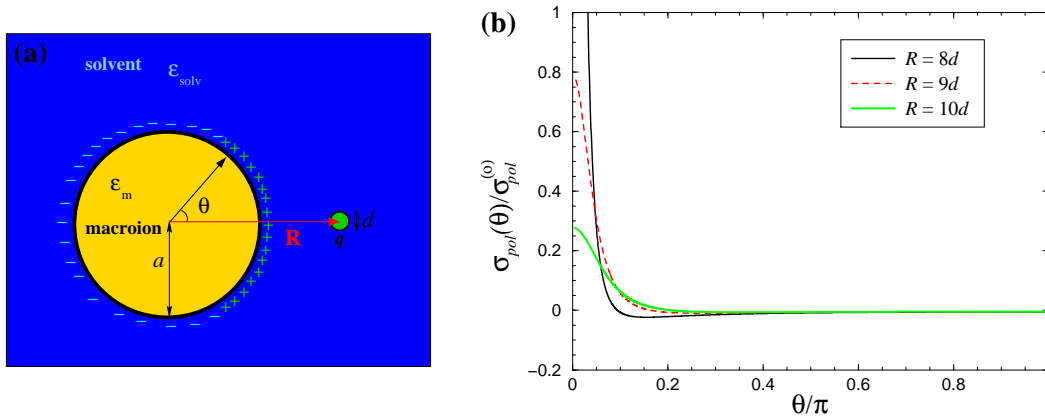 (a)
solvent ε_solv
ε_m
θ
macroion
R
q
d
a
(b)
σ_pol(θ)/σ_pol^(o)
1
0.8
0.6
0.4
0.2
0
−0.2
R = 8d
R = 9d
R = 10d
0 0.2 0.4 0.6 0.8
θ/π